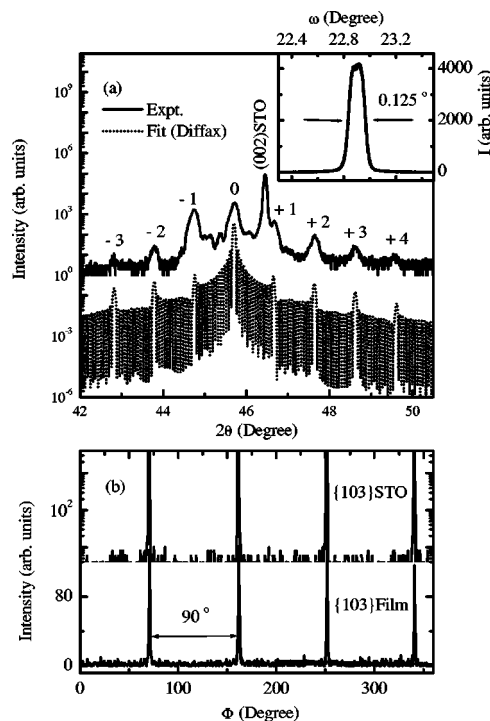 ω (Degree)
22.4 22.8 23.2
(a)
Expt.
Fit (Diffax)
(002)STO
0.125 °
4000
2000
0
I (arb. units)
Intensity (arb. units)
10⁹
10⁶
10³
10⁰
10⁻³
10⁻⁶
- 3 - 2 - 1 0 + 1 + 2 + 3 + 4
42 44 46 48 50
2θ (Degree)
(b)
Intensity (arb. units)
10²
80
0
{103}STO
{103}Film
90 °
0 100 200 300
Φ (Degree)